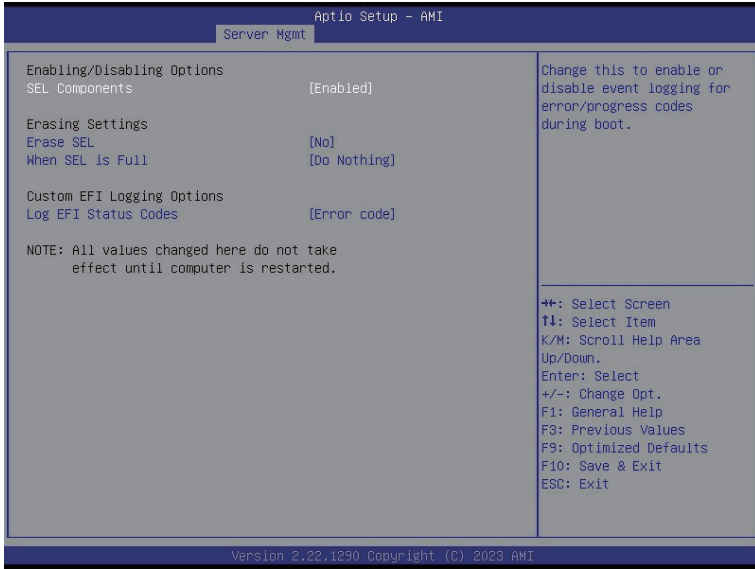 Aptio Setup – AMI
Server Mgmt
Enabling/Disabling Options
SEL Components [Enabled]
Erasing Settings
Erase SEL [No]
When SEL is Full [Do Nothing]
Custom EFI Logging Options
Log EFI Status Codes [Error code]
NOTE: All values changed here do not take
effect until computer is restarted.
Change this to enable or
disable event logging for
error/progress codes
during boot.
→←: Select Screen
↑↓: Select Item
K/M: Scroll Help Area
Up/Down.
Enter: Select
+/-: Change Opt.
F1: General Help
F3: Previous Values
F9: Optimized Defaults
F10: Save & Exit
ESC: Exit
Version 2.22.1290 Copyright (C) 2023 AMI